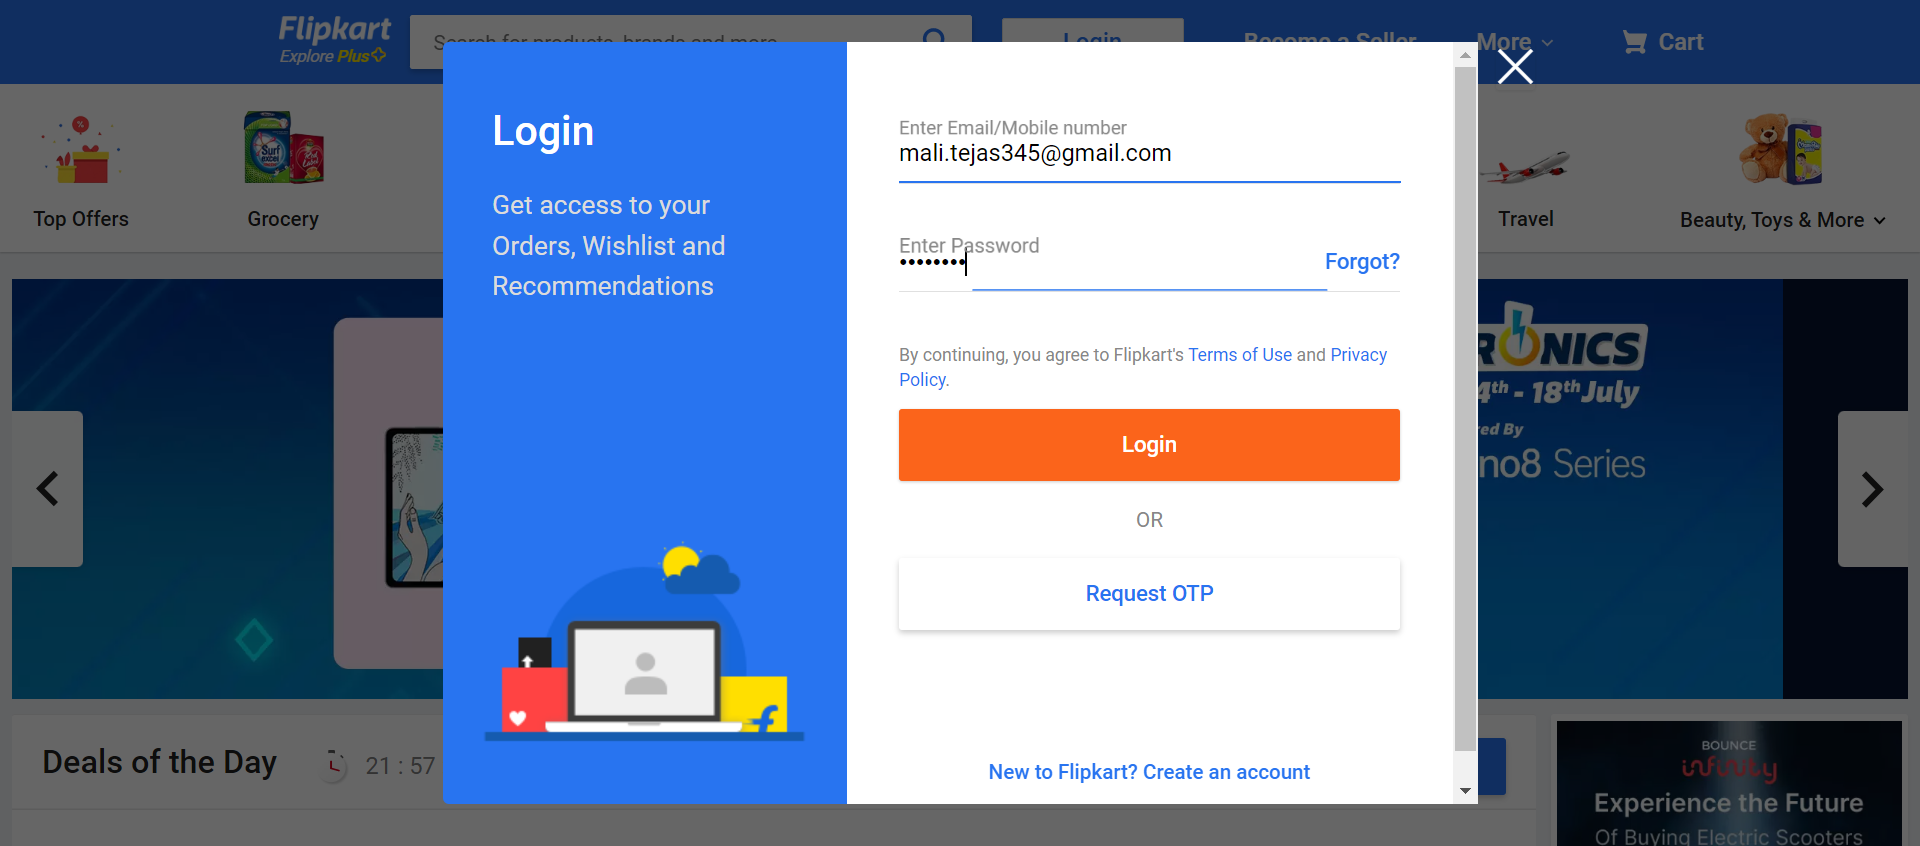 Flipkart
Explore Plus
Search for products, brands and more
Login
Become a Seller
More
Cart
Top Offers
Grocery
Travel
Beauty, Toys & More
Login
Get access to your
Orders, Wishlist and
Recommendations
Enter Email/Mobile number
mali.tejas345@gmail.com
Enter Password
••••••••
Forgot?
By continuing, you agree to Flipkart's Terms of Use and Privacy
Policy.
Login
OR
Request OTP
New to Flipkart? Create an account
RONICS
4th - 18th July
ed By
no8 Series
Surf
excel
Deals of the Day
21 : 57
BOUNCE
infinity
Experience the Future
Of Buying Electric Scooters